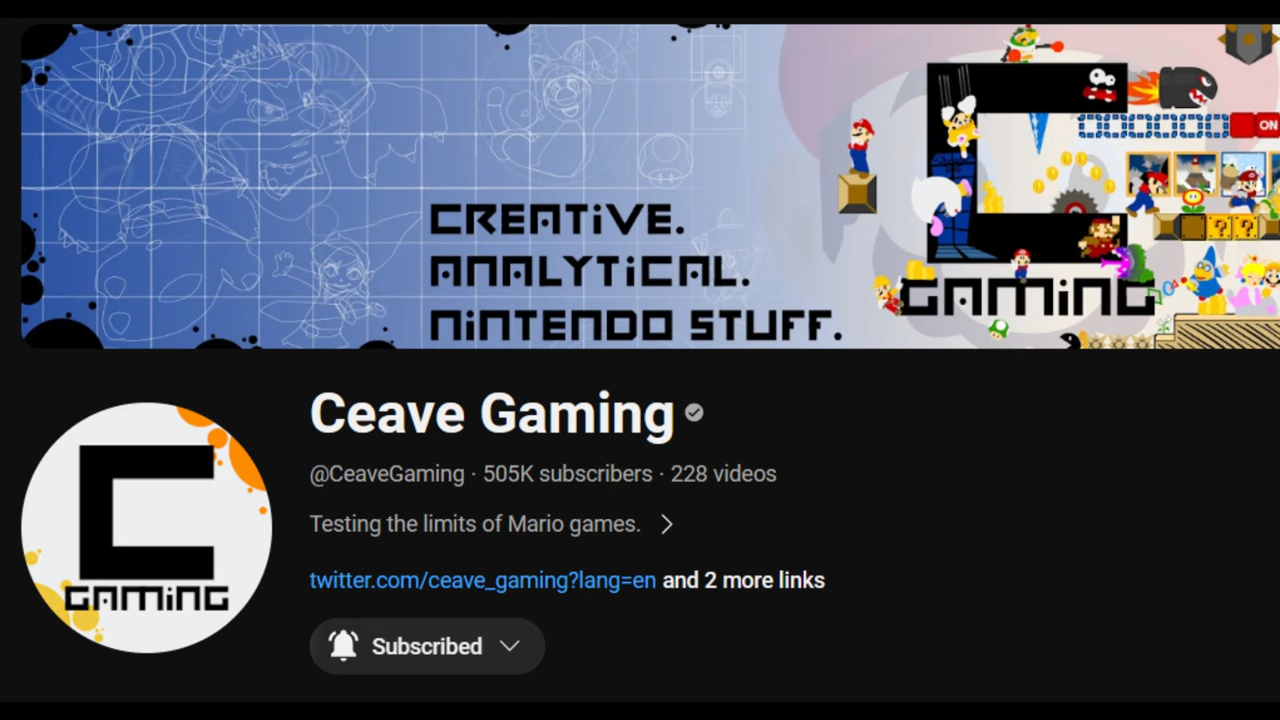 CREATiVE.
ANALYTiCAL.
NiNTENDO STUFF.
ON
? ?
GAMiNG
Ceave Gaming
@CeaveGaming · 505K subscribers · 228 videos
Testing the limits of Mario games.
twitter.com/ceave_gaming?lang=en and 2 more links
Subscribed
C
GAMiNG